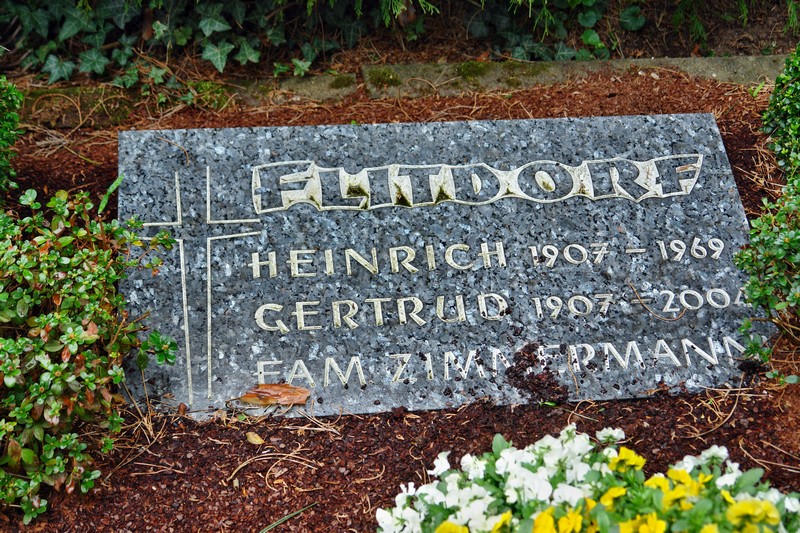 FLTDORF
HEINRICH 1907 – 1969
GERTRUD 1907 – 2004
FAM ZIMMERMANN